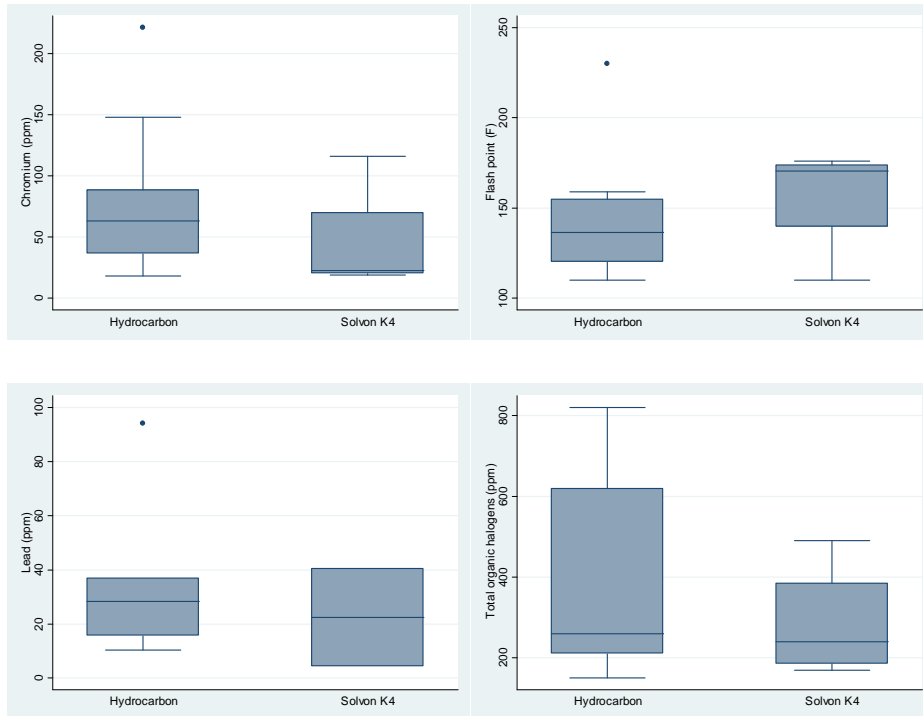 Chromium (ppm)
200
150
100
50
0
Hydrocarbon
Solvon K4
Flash point (F)
250
200
150
100
Hydrocarbon
Solvon K4
Lead (ppm)
100
80
60
40
20
0
Hydrocarbon
Solvon K4
Total organic halogens (ppm)
800
600
400
200
Hydrocarbon
Solvon K4